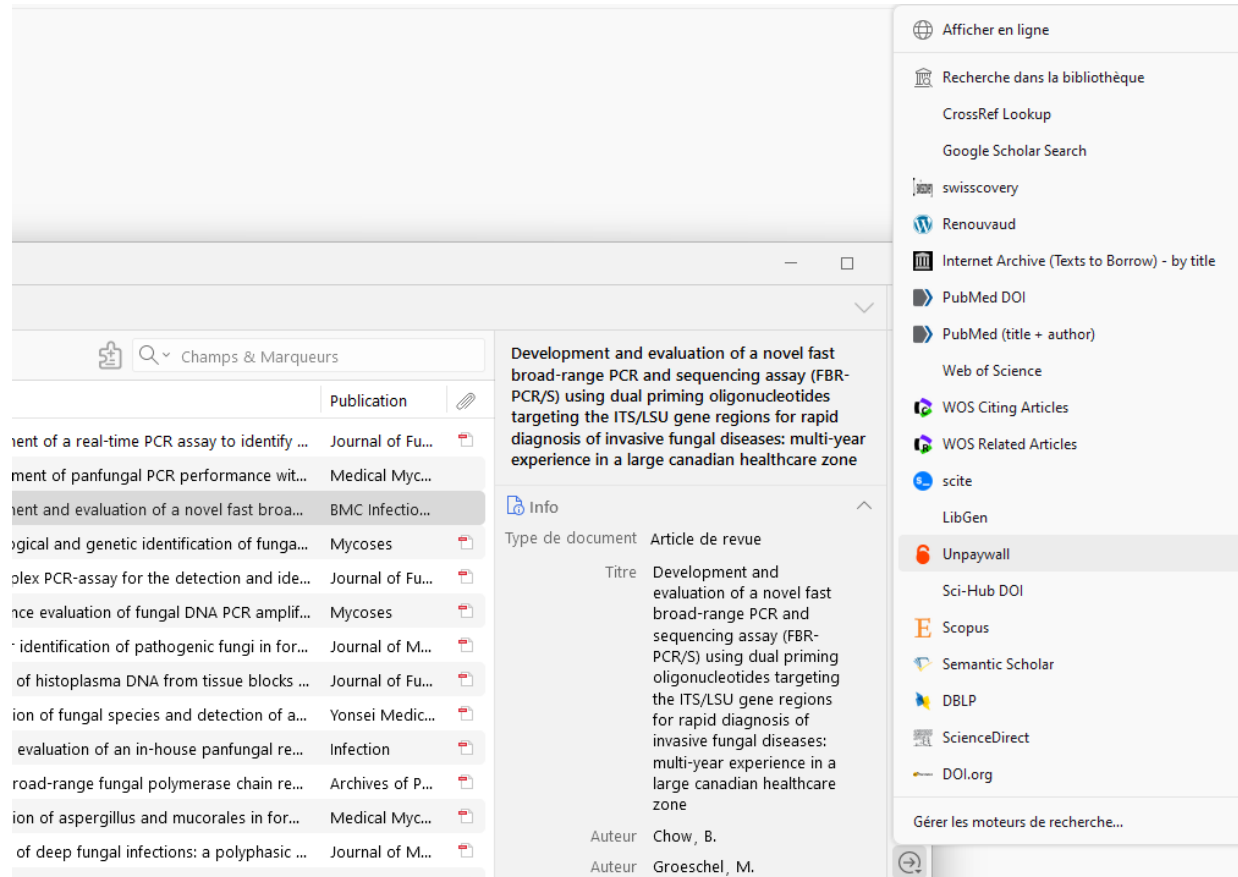 Afficher en ligne
Recherche dans la bibliothèque
CrossRef Lookup
Google Scholar Search
swisscovery
Renouvaud
Internet Archive (Texts to Borrow) - by title
PubMed DOI
PubMed (title + author)
Web of Science
WOS Citing Articles
WOS Related Articles
scite
LibGen
Unpaywall
Sci-Hub DOI
Scopus
Semantic Scholar
DBLP
ScienceDirect
DOI.org
Gérer les moteurs de recherche...
Champs & Marqueurs
Publication
ent of a real-time PCR assay to identify ... Journal of Fu...
ment of panfungal PCR performance wit... Medical Myc...
ent and evaluation of a novel fast broa... BMC Infectio...
ogical and genetic identification of funga... Mycoses
plex PCR-assay for the detection and ide... Journal of Fu...
nce evaluation of fungal DNA PCR amplif... Mycoses
r identification of pathogenic fungi in for... Journal of M...
of histoplasma DNA from tissue blocks ... Journal of Fu...
ion of fungal species and detection of a... Yonsei Medic...
evaluation of an in-house panfungal re... Infection
road-range fungal polymerase chain re... Archives of P...
ion of aspergillus and mucorales in for... Medical Myc...
of deep fungal infections: a polyphasic ... Journal of M...
Development and evaluation of a novel fast
broad-range PCR and sequencing assay (FBR-
PCR/S) using dual priming oligonucleotides
targeting the ITS/LSU gene regions for rapid
diagnosis of invasive fungal diseases: multi-year
experience in a large canadian healthcare zone
Info
Type de document Article de revue
Titre Development and
evaluation of a novel fast
broad-range PCR and
sequencing assay (FBR-
PCR/S) using dual priming
oligonucleotides targeting
the ITS/LSU gene regions
for rapid diagnosis of
invasive fungal diseases:
multi-year experience in a
large canadian healthcare
zone
Auteur Chow, B.
Auteur Groeschel, M.